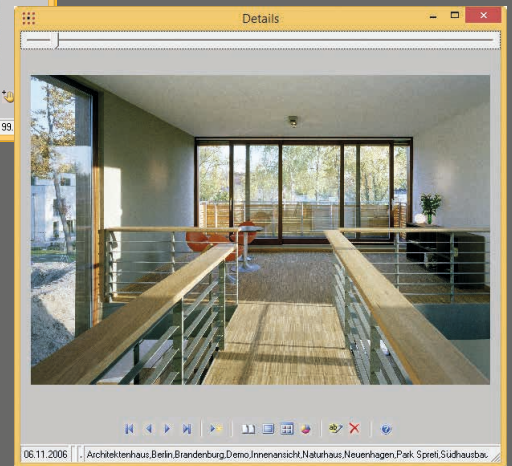 Details
99.
06.11.2006 . Architektenhaus,Berlin,Brandenburg,Demo,Innenansicht,Naturhaus,Neuenhagen,Park Spreti,Südhausbau,